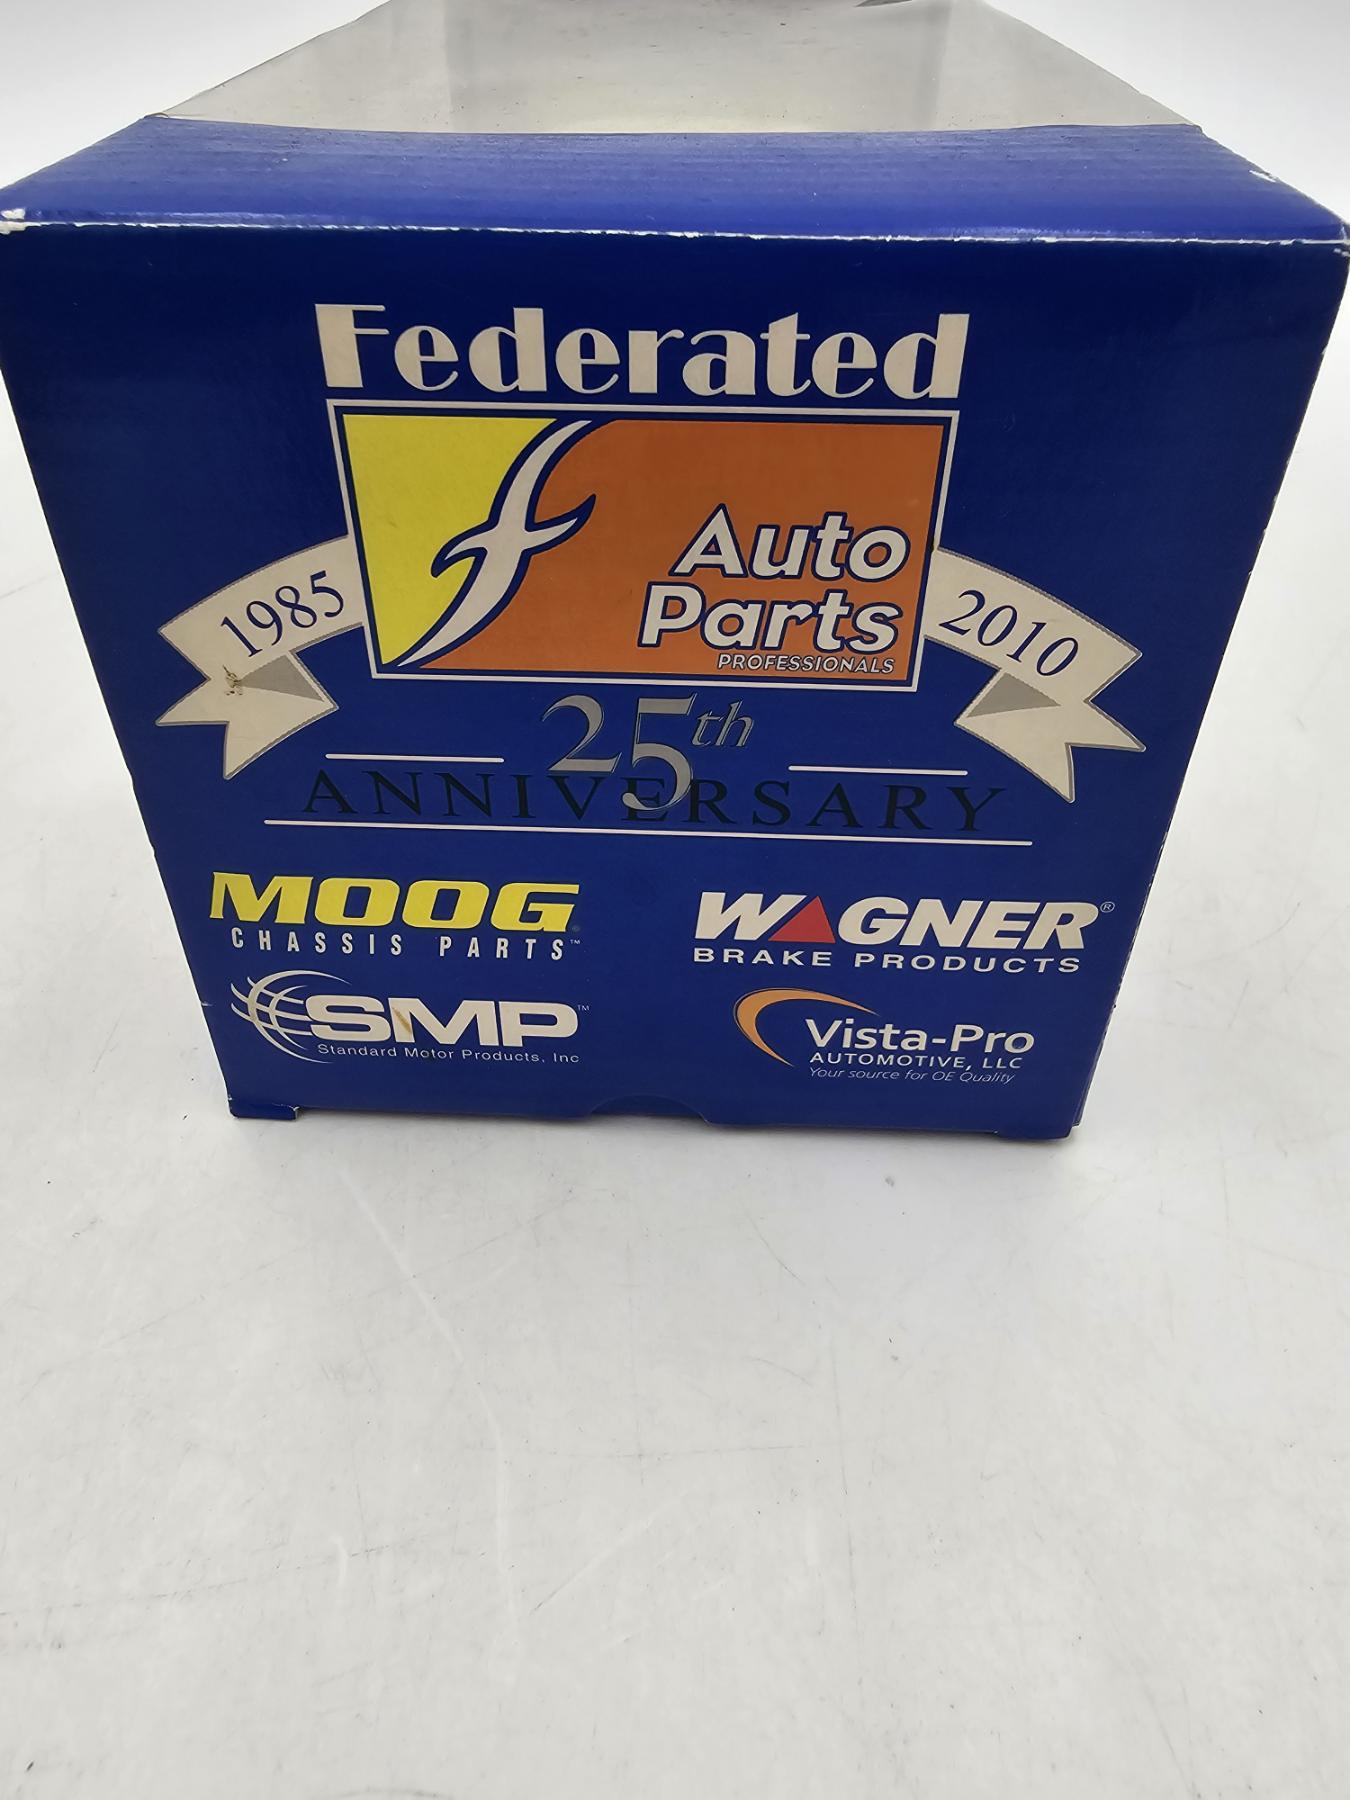 Federated
Auto
Parts
PROFESSIONALS
1985
2010
25th
ANNIVERSARY
MOOG
CHASSIS PARTS™
WAGNER®
BRAKE PRODUCTS
SMP™
Standard Motor Products, Inc
Vista-Pro
AUTOMOTIVE, LLC
Your source for OE Quality